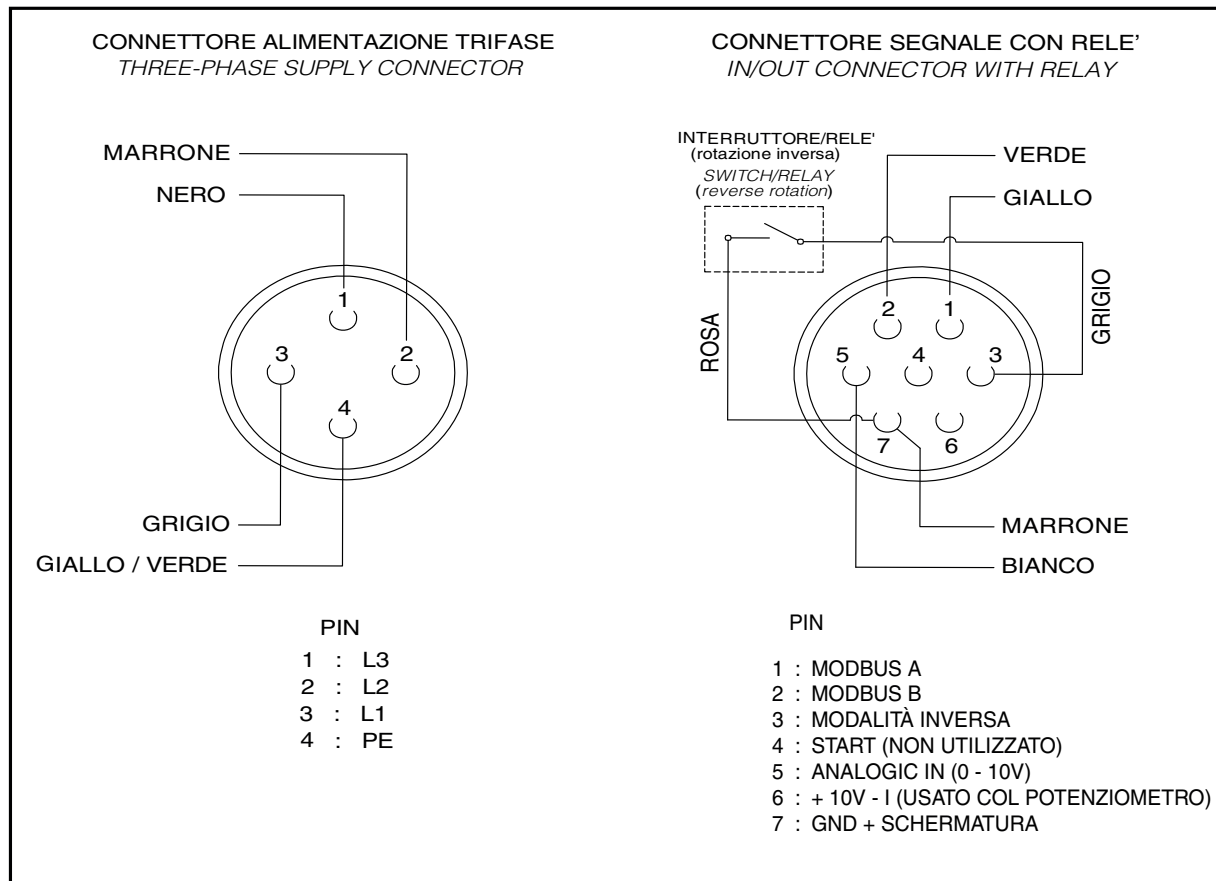 CONNETTORE ALIMENTAZIONE TRIFASE
THREE-PHASE SUPPLY CONNECTOR
MARRONE
NERO
1
3
2
4
GRIGIO
GIALLO / VERDE
PIN
1 : L3
2 : L2
3 : L1
4 : PE
CONNETTORE SEGNALE CON RELE'
IN/OUT CONNECTOR WITH RELAY
INTERRUTTORE/RELE'
(rotazione inversa)
SWITCH/RELAY
(reverse rotation)
VERDE
GIALLO
ROSA
GRIGIO
2
1
5
4
3
7
6
MARRONE
BIANCO
PIN
1 : MODBUS A
2 : MODBUS B
3 : MODALITÀ INVERSA
4 : START (NON UTILIZZATO)
5 : ANALOGIC IN (0 - 10V)
6 : + 10V - I (USATO COL POTENZIOMETRO)
7 : GND + SCHERMATURA